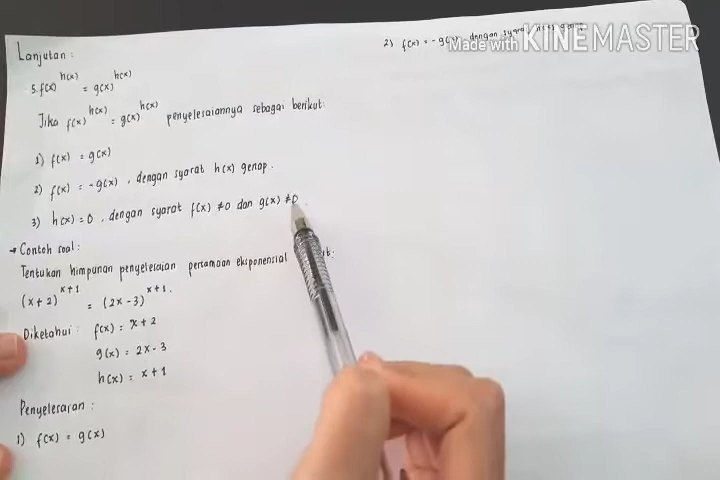 Lanjutan :
5. f(x)^h(x) = g(x)^h(x)
Jika f(x)^h(x) = g(x)^h(x) penyelesaiannya sebagai berikut:
1) f(x) = g(x)
2) f(x) = -g(x) , dengan syarat h(x) genap.
3) h(x) = 0 , dengan syarat f(x) ≠0 dan g(x) ≠0
→ Contoh soal :
Tentukan himpunan penyelesaian persamaan eksponensial
(x+2)^x+1 = (2x-3)^x+1.
Diketahui : f(x) = x+2
g(x) = 2x-3
h(x) = x+1
Penyelesaian :
1) f(x) = g(x)
2) f(x) = - g(x) dengan
Made with KINEMASTER